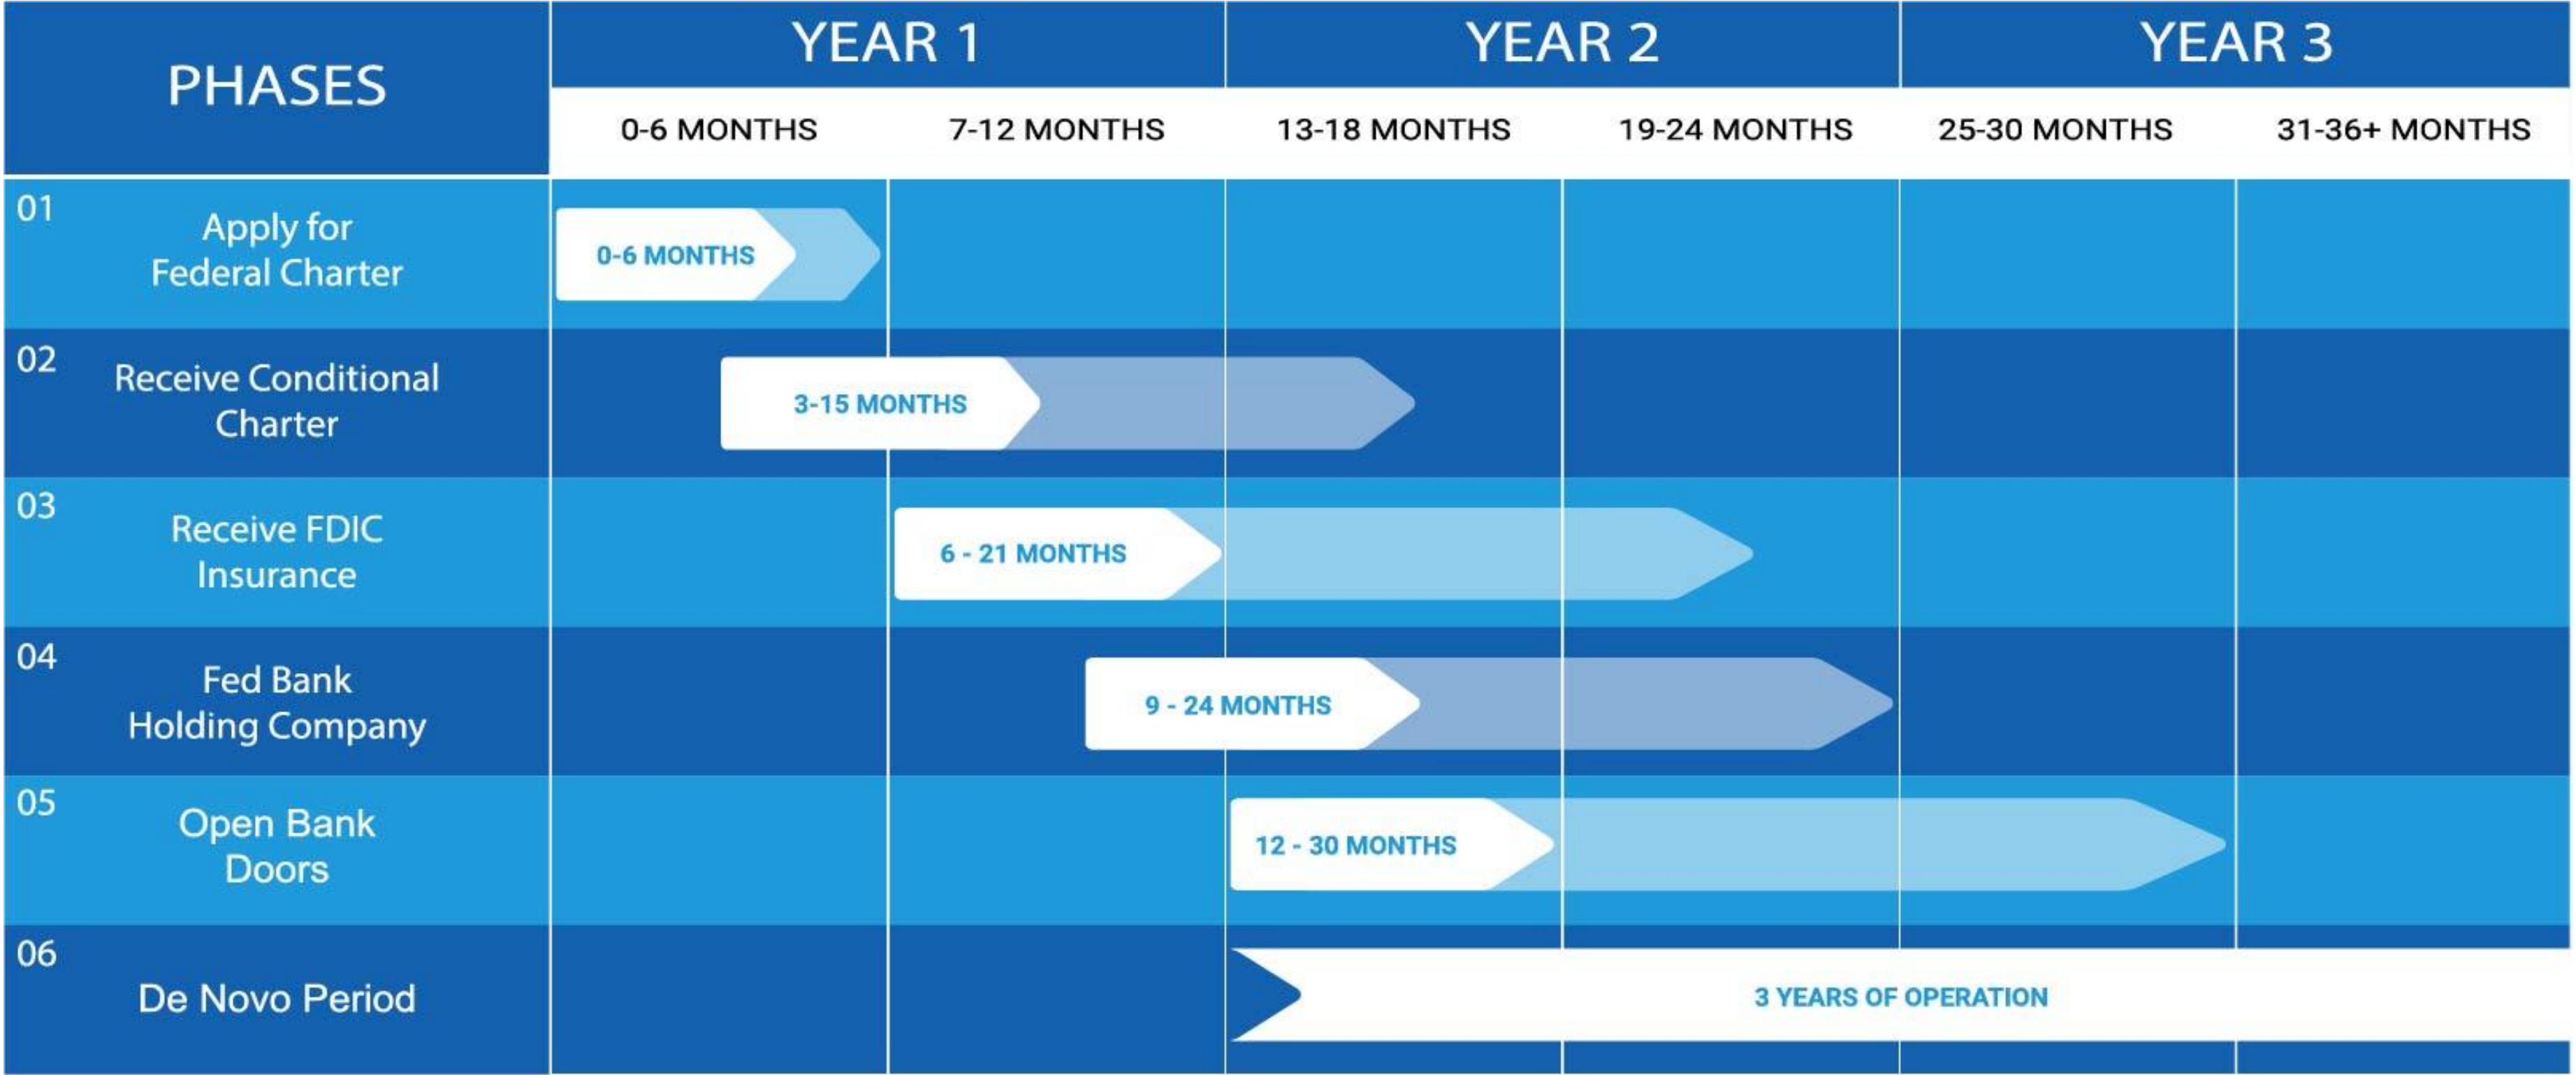 PHASES
YEAR 1
YEAR 2
YEAR 3
0-6 MONTHS
7-12 MONTHS
13-18 MONTHS
19-24 MONTHS
25-30 MONTHS
31-36+ MONTHS
01
Apply for
Federal Charter
0-6 MONTHS
02
Receive Conditional
Charter
3-15 MONTHS
03
Receive FDIC
Insurance
6 - 21 MONTHS
04
Fed Bank
Holding Company
9 - 24 MONTHS
05
Open Bank
Doors
12 - 30 MONTHS
06
De Novo Period
3 YEARS OF OPERATION